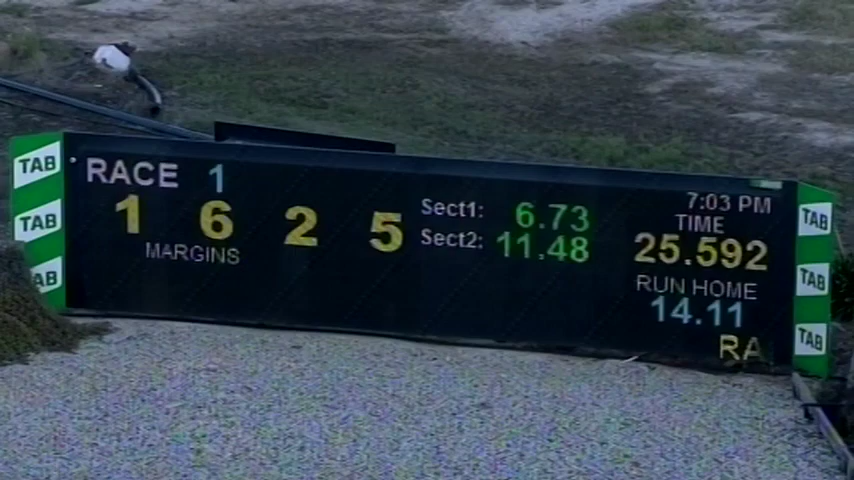 TAB
TAB
AB
RACE 1
1 6 2 5
MARGINS
Sect1: 6.73
Sect2: 11.48
7:03 PM
TIME
25.592
RUN HOME
14.11
RA
TAB
TAB
TAB